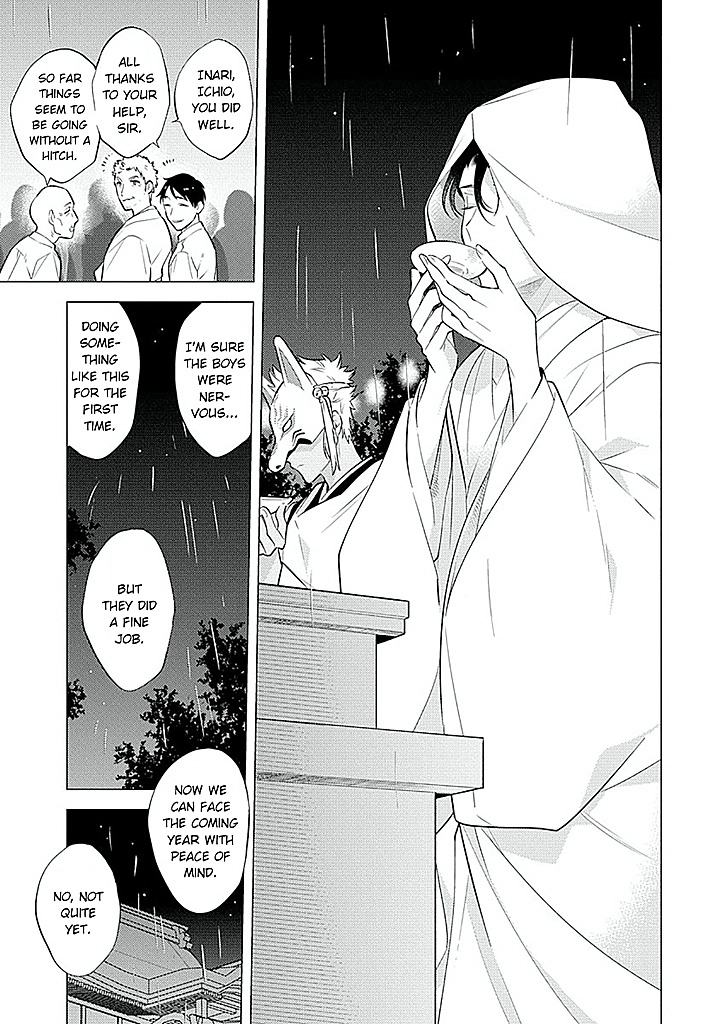 INARI,
ICHIO,
YOU DID
WELL.
ALL
THANKS
TO YOUR
HELP,
SIR.
SO FAR
THINGS
SEEM TO
BE GOING
WITHOUT A
HITCH.
I'M SURE
THE BOYS
WERE
NER-
VOUS...
DOING
SOME-
THING
LIKE THIS
FOR THE
FIRST
TIME.
BUT
THEY DID
A FINE
JOB.
NOW WE
CAN FACE
THE COMING
YEAR WITH
PEACE OF
MIND.
NO, NOT
QUITE
YET.